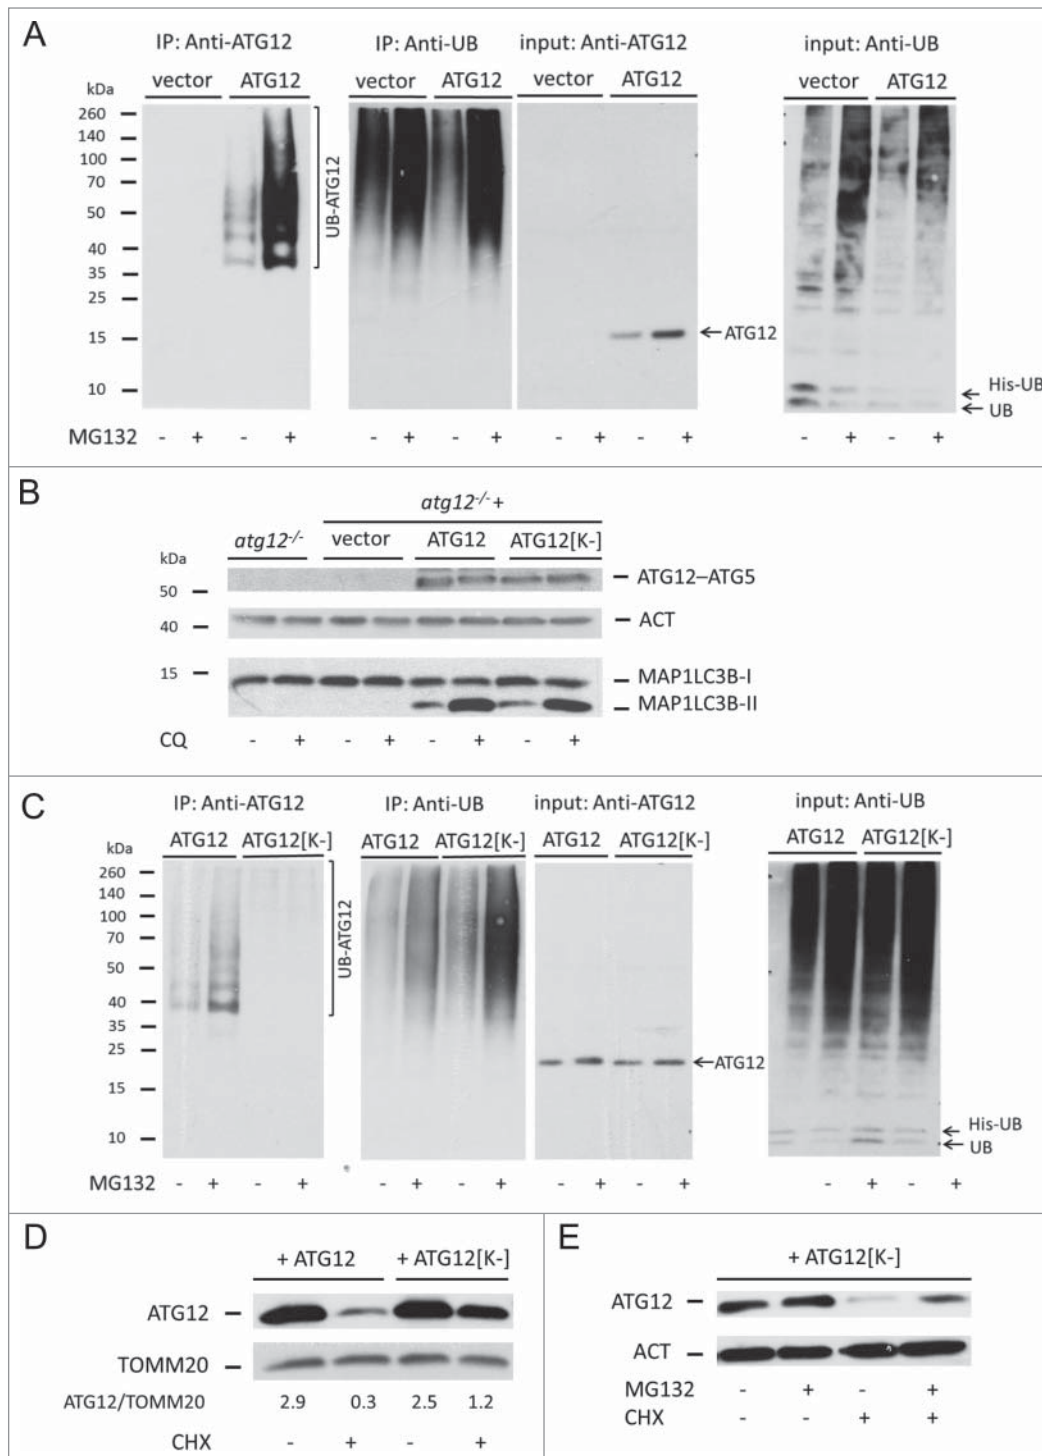 A
IP: Anti-ATG12
IP: Anti-UB
input: Anti-ATG12
input: Anti-UB
vector ATG12
vector ATG12
vector ATG12
vector ATG12
kDa
260
140
100
70
50
40
35
25
15
10
UB-ATG12
←ATG12
His-UB
←
← UB
MG132 - + - +
- + - +
- + - +
- + - +
B
atg12-/- +
atg12-/- vector ATG12 ATG12[K-]
kDa
50
ATG12–ATG5
40
ACT
15
MAP1LC3B-I
MAP1LC3B-II
CQ - + - + - + - +
C
IP: Anti-ATG12
IP: Anti-UB
input: Anti-ATG12
input: Anti-UB
ATG12 ATG12[K-]
ATG12 ATG12[K-]
ATG12 ATG12[K-]
ATG12 ATG12[K-]
kDa
260
140
100
70
50
40
35
25
15
10
UB-ATG12
←ATG12
← His-UB
← UB
MG132 - + - +
- + - +
- + - +
- + - +
D
+ ATG12 + ATG12[K-]
ATG12
TOMM20
ATG12/TOMM20 2.9 0.3 2.5 1.2
CHX - + - +
E
+ ATG12[K-]
ATG12
ACT
MG132 - + - +
CHX - - + +